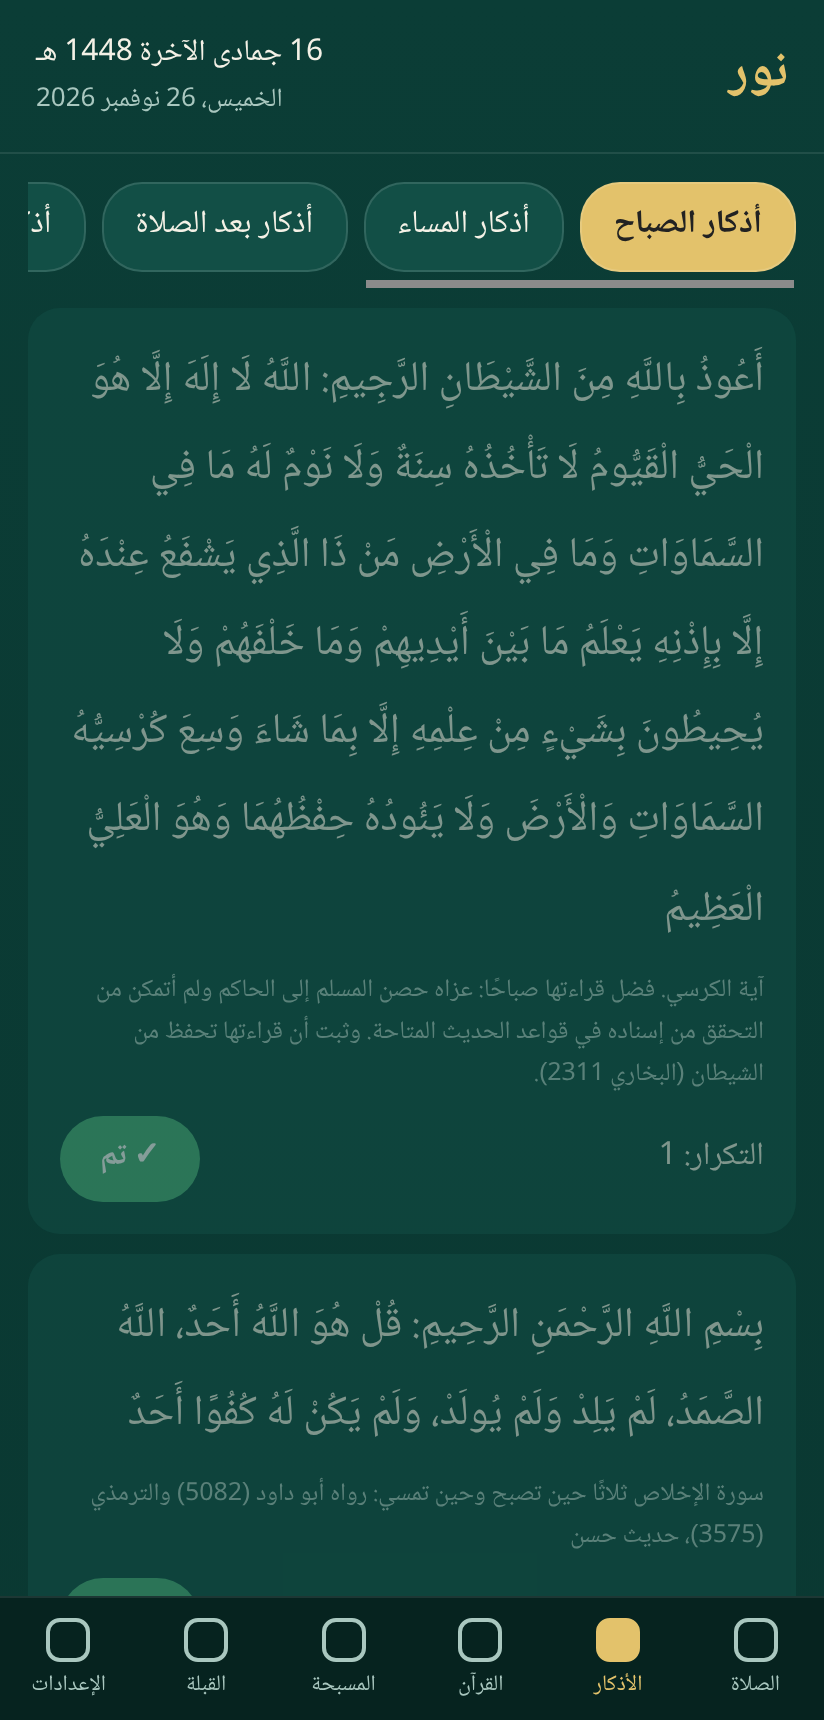 نور
16 جمادى الآخرة 1448 هـ
الخميس، 26 نوفمبر 2026
أذكار الصباح
أذكار المساء
أذكار بعد الصلاة
أَعُوذُ بِاللَّهِ مِنَ الشَّيْطَانِ الرَّجِيمِ: اللَّهُ لَا إِلَهَ إِلَّا هُوَ
الْحَيُّ الْقَيُّومُ لَا تَأْخُذُهُ سِنَةٌ وَلَا نَوْمٌ لَهُ مَا فِي
السَّمَاوَاتِ وَمَا فِي الْأَرْضِ مَنْ ذَا الَّذِي يَشْفَعُ عِنْدَهُ
إِلَّا بِإِذْنِهِ يَعْلَمُ مَا بَيْنَ أَيْدِيهِمْ وَمَا خَلْفَهُمْ وَلَا
يُحِيطُونَ بِشَيْءٍ مِنْ عِلْمِهِ إِلَّا بِمَا شَاءَ وَسِعَ كُرْسِيُّهُ
السَّمَاوَاتِ وَالْأَرْضَ وَلَا يَئُودُهُ حِفْظُهُمَا وَهُوَ الْعَلِيُّ
الْعَظِيمُ
آية الكرسي. فضل قراءتها صباحًا: عزاه حصن المسلم إلى الحاكم ولم أتمكن من
التحقق من إسناده في قواعد الحديث المتاحة. وثبت أن قراءتها تحفظ من
الشيطان (البخاري 2311).
التكرار: 1
✓ تم
بِسْمِ اللَّهِ الرَّحْمَنِ الرَّحِيمِ: قُلْ هُوَ اللَّهُ أَحَدٌ، اللَّهُ
الصَّمَدُ، لَمْ يَلِدْ وَلَمْ يُولَدْ، وَلَمْ يَكُنْ لَهُ كُفُوًا أَحَدٌ
سورة الإخلاص ثلاثًا حين تصبح وحين تمسي: رواه أبو داود (5082) والترمذي
(3575)، حديث حسن
الصلاة
الأذكار
القرآن
المسبحة
القبلة
الإعدادات